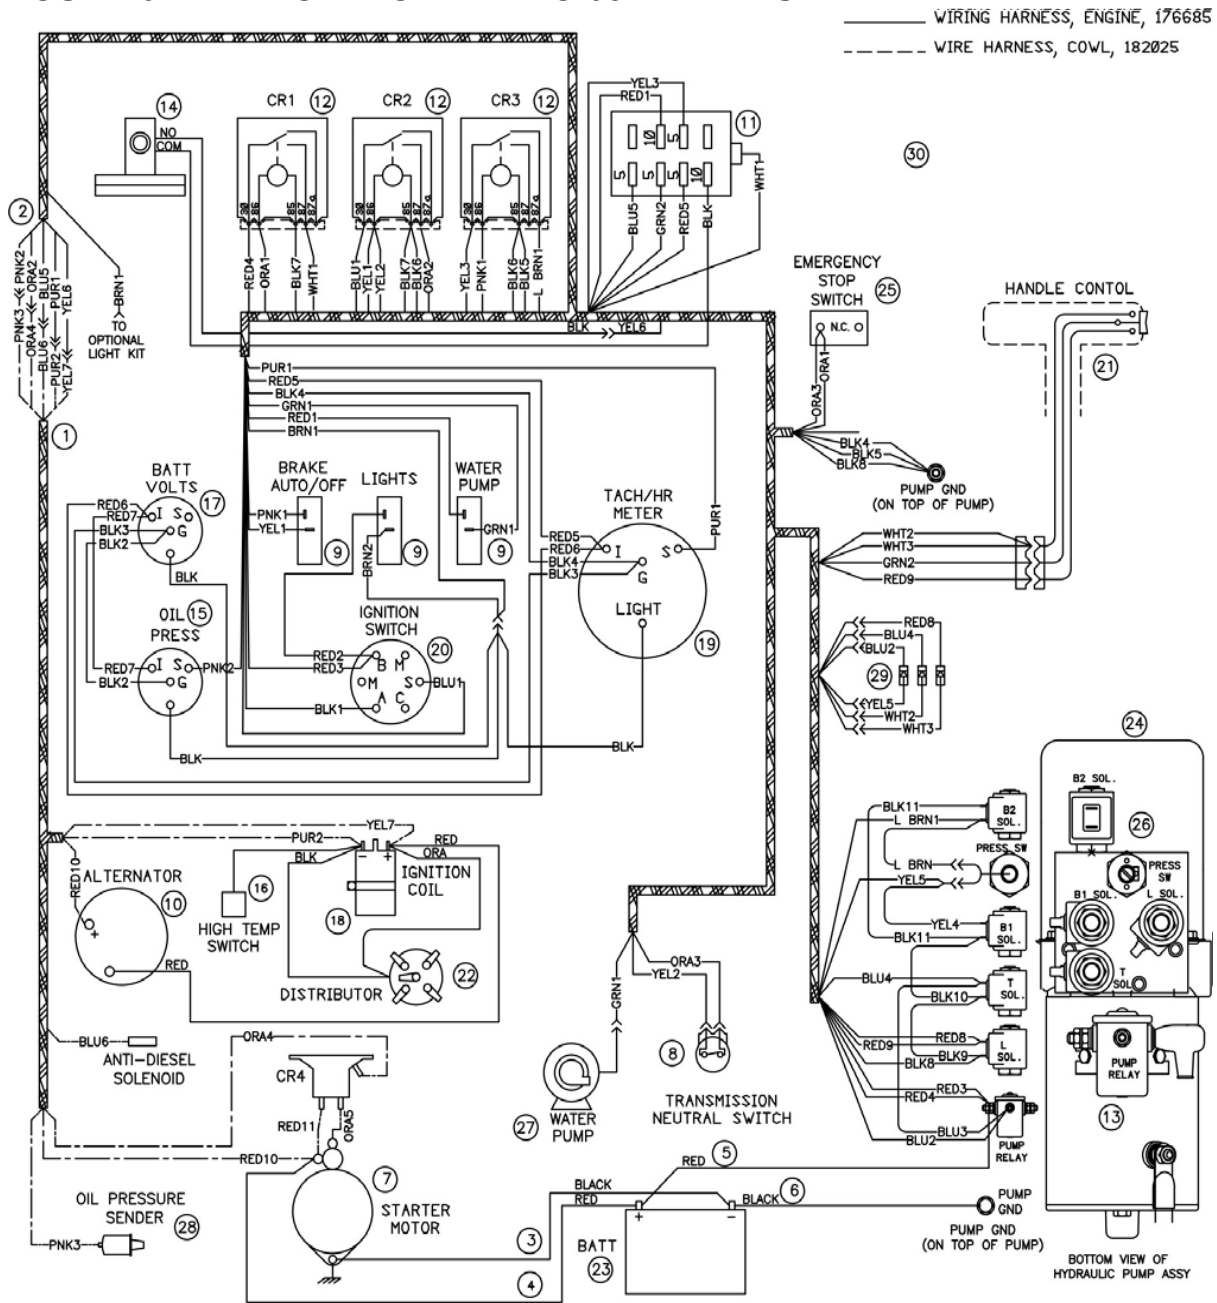 WIRING HARNESS, ENGINE, 176685
WIRE HARNESS, COWL, 182025
14
NO
COM
CR1 12
CR2 12
CR3 12
30 86 85 87 87a
30 86 85 87 87a
30 86 85 87 87a
RED4
ORA1
BLK7
WHT1
BLU1
YEL1
YEL2
BLK7
BLK6
ORA2
YEL3
PNK1
BLK6
BLK5
L BRN1
YEL3
RED1
10 5
5 5 5 10
11
WHT1
BLU5
GRN2
RED5
BLK
30
2
PNK2
ORA2
BLU5
PUR1
YEL6
PNK3
ORA4
BLU6
PUR2
YEL7
BRN1
TO
OPTIONAL
LIGHT KIT
1
BLK
YEL6
EMERGENCY
STOP
SWITCH
25
N.C.
ORA3
ORA1
HANDLE CONTOL
21
BLK4
BLK5
BLK8
PUMP GND
(ON TOP OF PUMP)
PUR1
RED5
BLK4
GRN1
RED1
BRN1
BATT
VOLTS
17
RED6
RED7
BLK3
BLK2
I S
G
BLK
BRAKE
AUTO/OFF
PNK1
YEL1
9
LIGHTS
BRN2
9
WATER
PUMP
GRN1
9
TACH/HR
METER
RED5
RED6
BLK4
BLK3
I S
G
LIGHT
PUR1
19
BLK
OIL 15
PRESS
RED7
BLK2
I S
G
PNK2
BLK
IGNITION
SWITCH
20
RED2
RED3
B M
M S
A C
BLU1
BLK1
WHT2
WHT3
GRN2
RED9
RED8
BLU4
BLU2
29
YEL5
WHT2
WHT3
24
B2 SOL.
26
PRESS
SW
B1 SOL.
L SOL.
T
SOL
PUMP
RELAY
13
BLK11
L BRN1
B2
SOL.
PRESS SW
L BRN
YEL5
YEL4
BLK11
B1
SOL.
BLU4
BLK10
T
SOL.
RED8
RED9
BLK9
BLK8
L
SOL.
RED3
RED4
BLU3
BLU2
PUMP
RELAY
YEL7
PUR2
RED
BLK
ORA
- +
IGNITION
COIL
18
RED10
ALTERNATOR
10
+
RED
16
HIGH TEMP
SWITCH
DISTRIBUTOR
22
BLU6
ANTI-DIESEL
SOLENOID
ORA4
CR4
RED11
ORA5
RED10
7
STARTER
MOTOR
OIL PRESSURE
SENDER
28
PNK3
GRN1
ORA3
YEL2
8
TRANSMISSION
NEUTRAL SWITCH
27
WATER
PUMP
RED
5
BLACK
RED
BLACK
6
+ -
BATT
23
3
4
PUMP
GND
PUMP GND
(ON TOP OF PUMP)
BOTTOM VIEW OF
HYDRAULIC PUMP ASSY